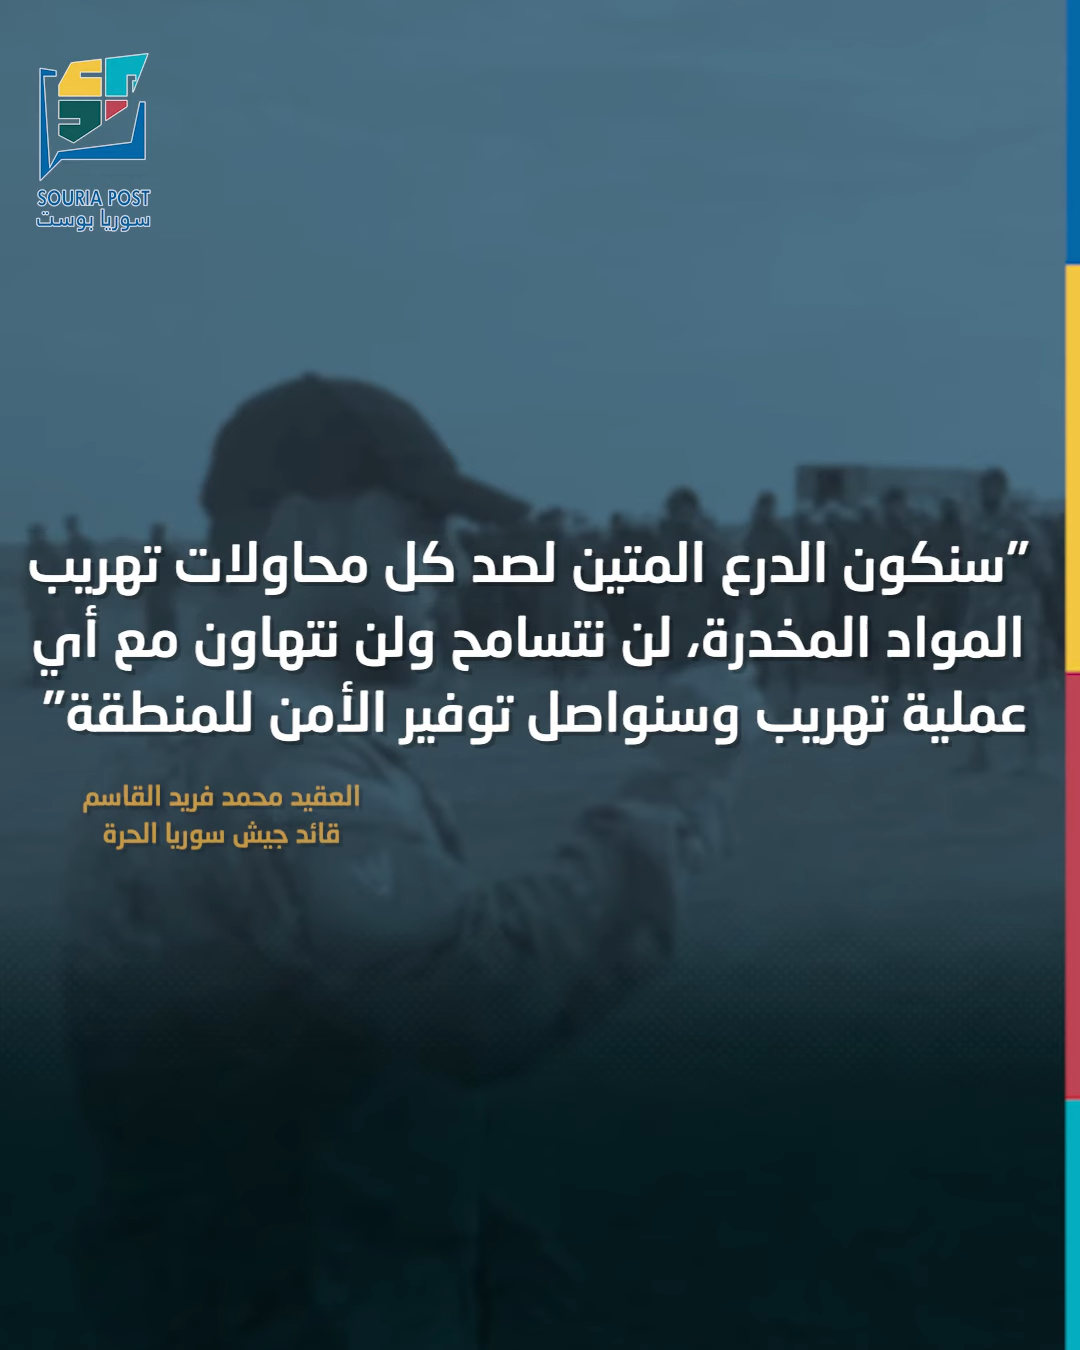 SOURIA POST
سوريا بوست
”سنكون الدرع المتين لصد كل محاولات تهريب
المواد المخدرة، لن نتسامح ولن نتهاون مع أي
عملية تهريب وسنواصل توفير الأمن للمنطقة”
العقيد محمد فريد القاسم
قائد جيش سوريا الحرة